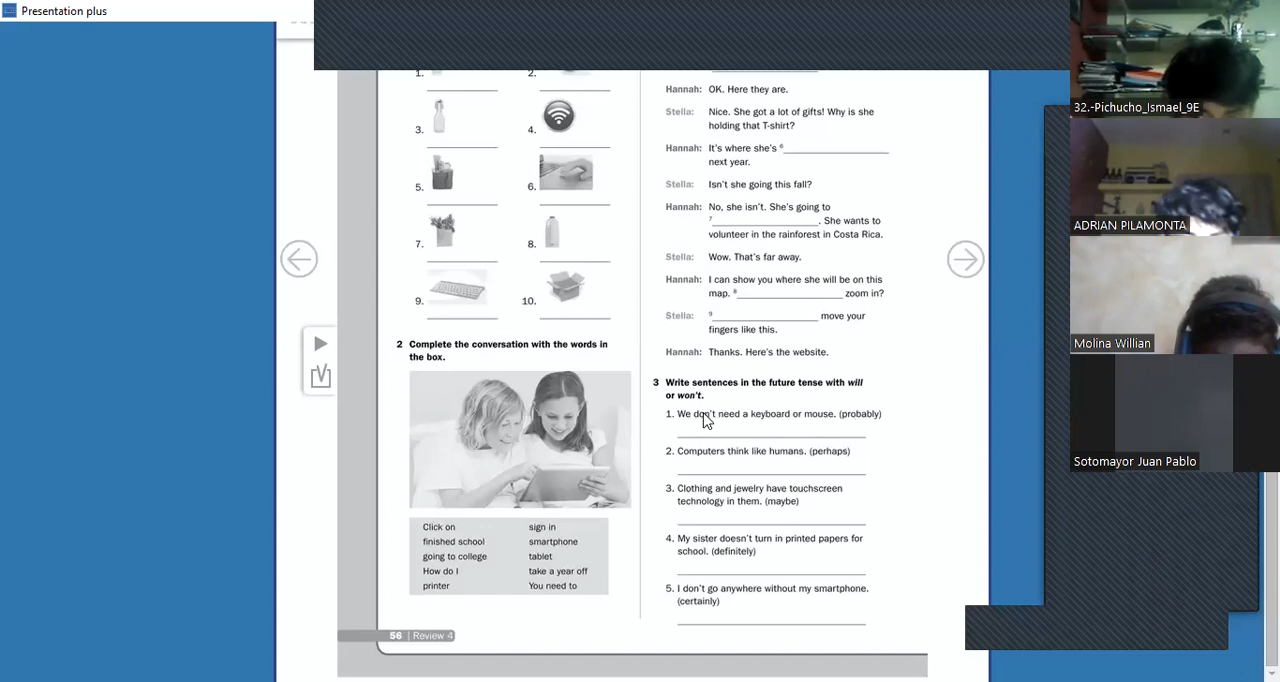 Presentation plus
1.
2.
3.
4.
5.
6.
7.
8.
9.
10.
2 Complete the conversation with the words in
the box.
Click on sign in
finished school smartphone
going to college tablet
How do I take a year off
printer You need to
56 | Review 4
Hannah: OK. Here they are.
Stella: Nice. She got a lot of gifts! Why is she
holding that T-shirt?
Hannah: It's where she's 6
next year.
Stella: Isn't she going this fall?
Hannah: No, she isn't. She's going to
7 . She wants to
volunteer in the rainforest in Costa Rica.
Stella: Wow. That's far away.
Hannah: I can show you where she will be on this
map. 8 zoom in?
Stella: 9 move your
fingers like this.
Hannah: Thanks. Here's the website.
3 Write sentences in the future tense with will
or won't.
1. We don't need a keyboard or mouse. (probably)
2. Computers think like humans. (perhaps)
3. Clothing and jewelry have touchscreen
technology in them. (maybe)
4. My sister doesn't turn in printed papers for
school. (definitely)
5. I don't go anywhere without my smartphone.
(certainly)
32.-Pichucho_Ismael_9E
ADRIAN PILAMONTA
Molina Willian
Sotomayor Juan Pablo